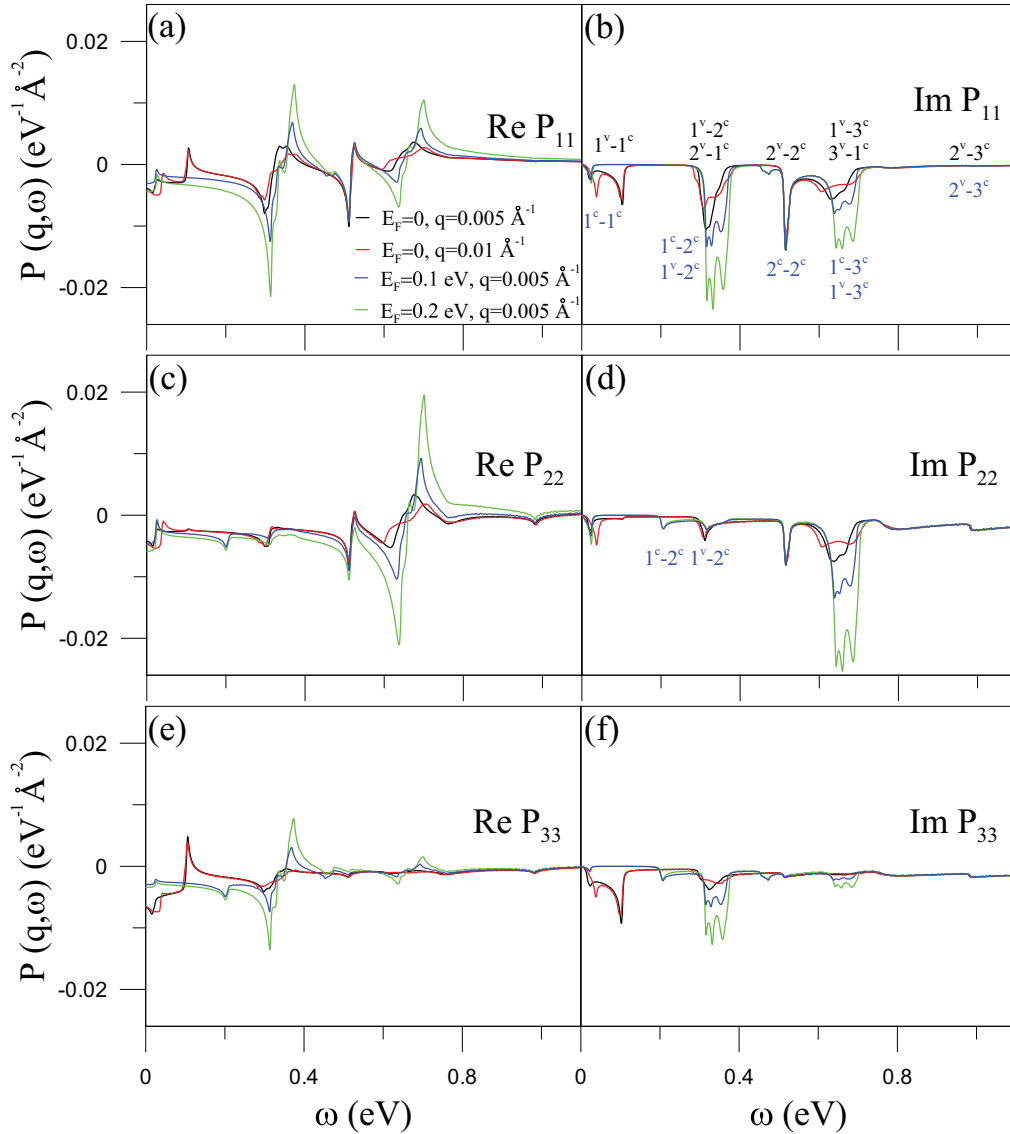 (a)
Re P₁₁
E_F=0, q=0.005 Å⁻¹
E_F=0, q=0.01 Å⁻¹
E_F=0.1 eV, q=0.005 Å⁻¹
E_F=0.2 eV, q=0.005 Å⁻¹
0.02
0
-0.02
P (q,ω) (eV⁻¹Å⁻²)
(b)
Im P₁₁
1ᵛ-1ᶜ
1ᵛ-2ᶜ
2ᵛ-1ᶜ
2ᵛ-2ᶜ
1ᵛ-3ᶜ
3ᵛ-1ᶜ
2ᵛ-3ᶜ
2ᵛ-3ᶜ
1ᶜ-1ᶜ
1ᶜ-2ᶜ
1ᵛ-2ᶜ
2ᶜ-2ᶜ
1ᶜ-3ᶜ
1ᵛ-3ᶜ
(c)
Re P₂₂
0.02
0
-0.02
P (q,ω) (eV⁻¹Å⁻²)
(d)
Im P₂₂
1ᶜ-2ᶜ 1ᵛ-2ᶜ
(e)
Re P₃₃
0.02
0
-0.02
P (q,ω) (eV⁻¹Å⁻²)
(f)
Im P₃₃
0 0.4 0.8
ω (eV)
0 0.4 0.8
ω (eV)